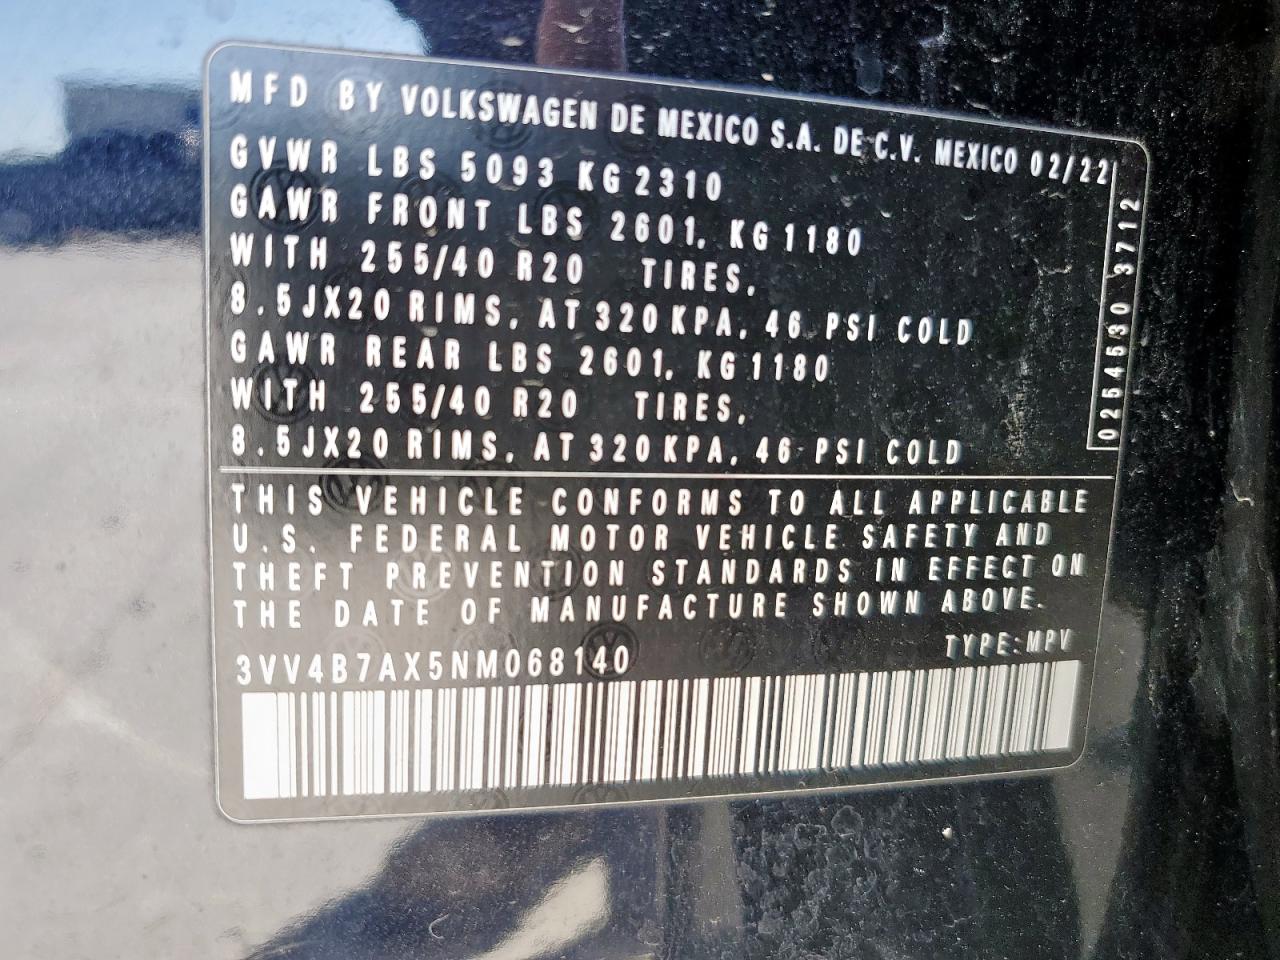 MFD BY VOLKSWAGEN DE MEXICO S.A. DE C.V. MEXICO 02/22
GVWR LBS 5093 KG 2310
GAWR FRONT LBS 2601, KG 1180
WITH 255/40 R20 TIRES,
8.5JX20 RIMS, AT 320 KPA, 46 PSI COLD
GAWR REAR LBS 2601, KG 1180
WITH 255/40 R20 TIRES,
8.5JX20 RIMS, AT 320 KPA, 46 PSI COLD
0254530 3712
THIS VEHICLE CONFORMS TO ALL APPLICABLE
U.S. FEDERAL MOTOR VEHICLE SAFETY AND
THEFT PREVENTION STANDARDS IN EFFECT ON
THE DATE OF MANUFACTURE SHOWN ABOVE.
TYPE: MPV
3VV4B7AX5NM068140